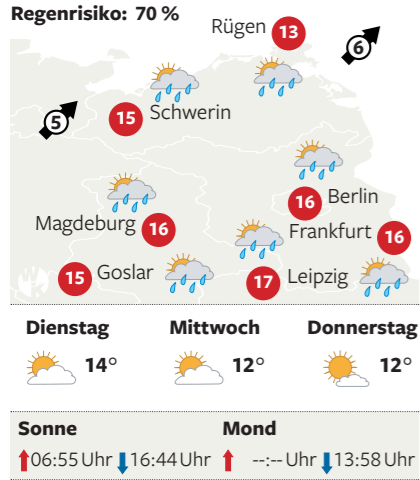 Regenrisiko: 70 %
Rügen 13
6
5
15 Schwerin
16 Berlin
Magdeburg 16
Frankfurt 16
15 Goslar
17 Leipzig
Dienstag Mittwoch Donnerstag
14° 12° 12°
Sonne Mond
06:55 Uhr 16:44 Uhr --:-- Uhr 13:58 Uhr